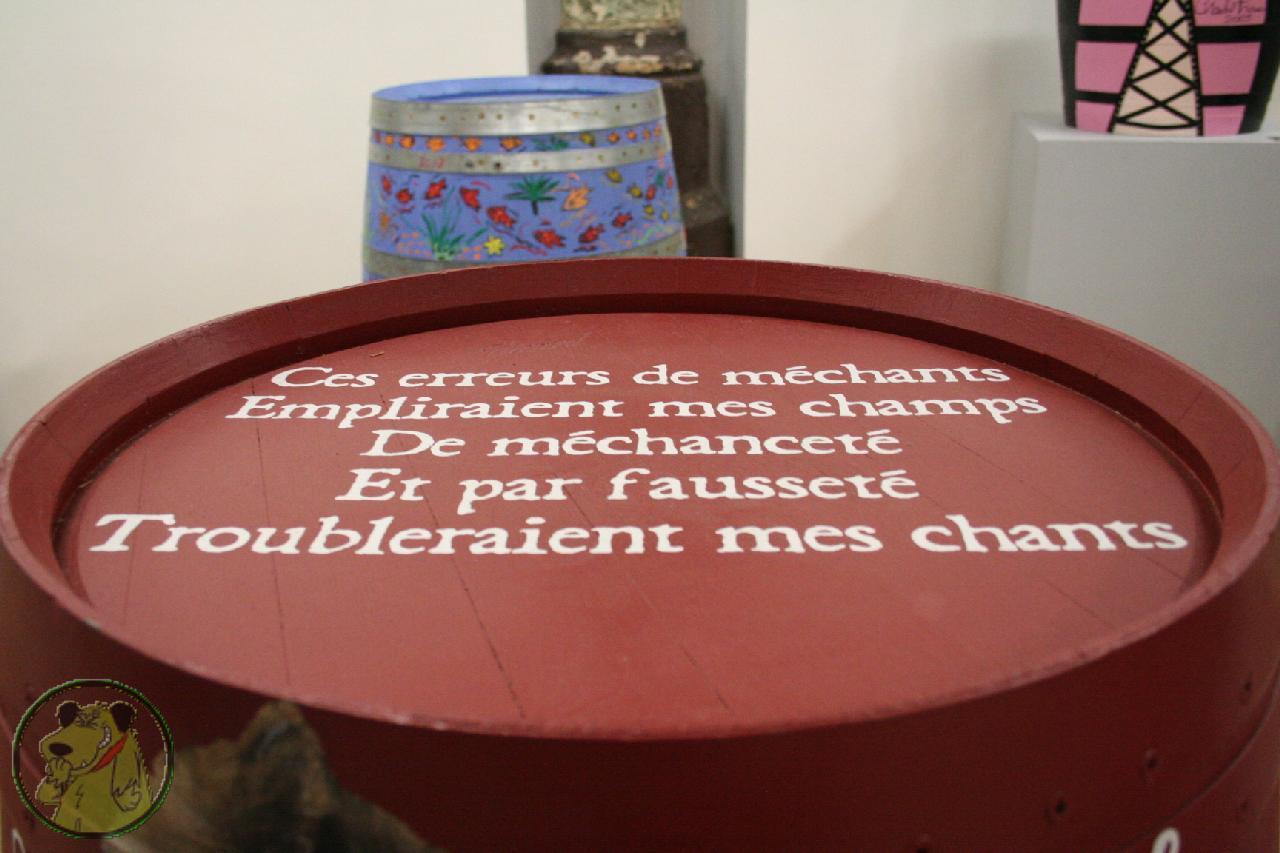 Ces erreurs de méchants
Empliraient mes champs
De méchanceté
Et par fausseté
Troubleraient mes chants